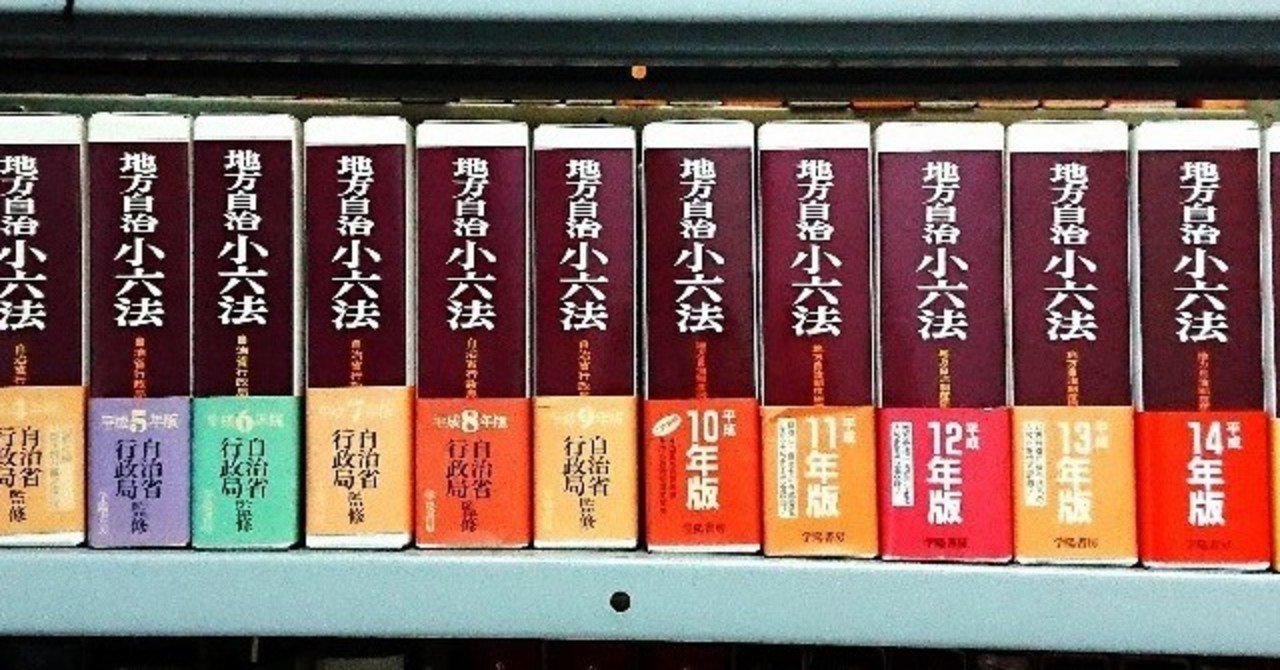 地方自治小六法
自治省行政局監修
地方自治小六法
平成5年版
自治省行政局監修
地方自治小六法
平成6年版
自治省行政局監修
地方自治小六法
平成7年版
自治省行政局監修
地方自治小六法
平成8年版
自治省行政局監修
地方自治小六法
平成9年版
自治省行政局監修
地方自治小六法
平成10年版
学陽書房
地方自治小六法
平成11年版
学陽書房
地方自治小六法
平成12年版
学陽書房
地方自治小六法
平成13年版
学陽書房
地方自治小六法
平成14年版
学陽書房